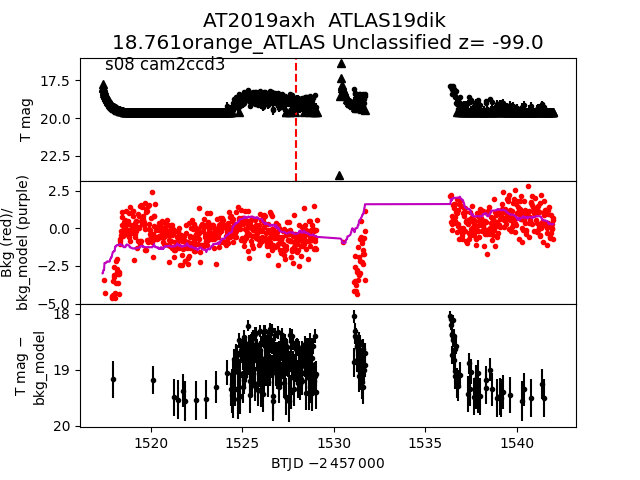 AT2019axh ATLAS19dik
18.761orange_ATLAS Unclassified z= -99.0
s08 cam2ccd3
17.5
20.0
22.5
T mag
2.5
0.0
−2.5
−5.0
Bkg (red)/
bkg_model (purple)
18
19
20
T mag −
bkg_model
1520 1525 1530 1535 1540
BTJD −2 457 000